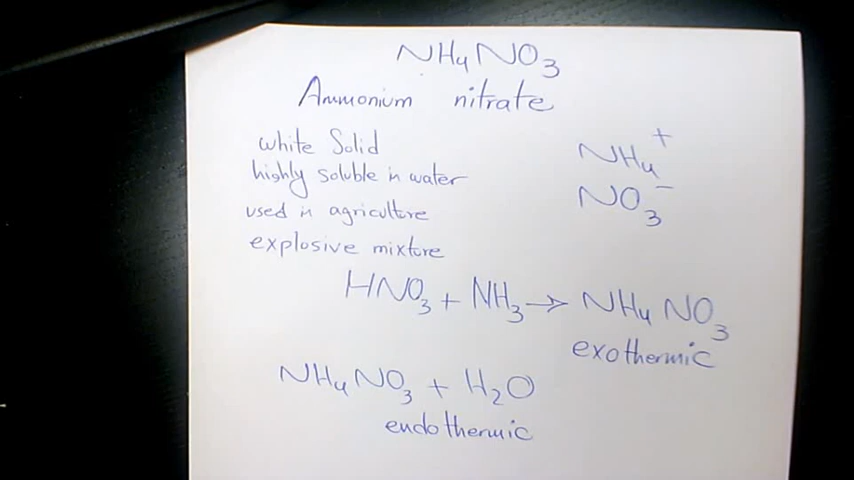 NH4NO3
Ammonium nitrate
white Solid
highly soluble in water
used in agriculture
explosive mixture
NH4+
NO3-
HNO3 + NH3 → NH4NO3
exothermic
NH4NO3 + H2O
endothermic